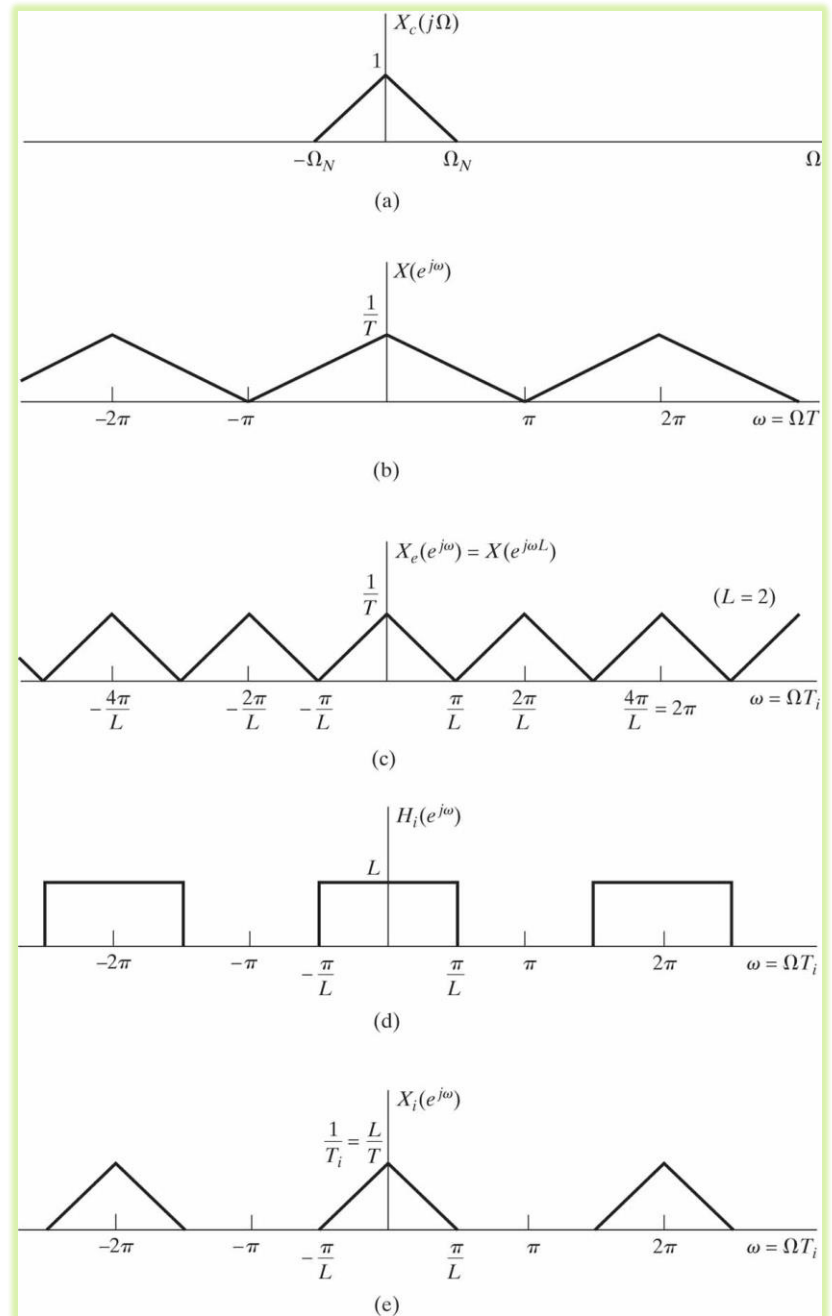 X_c(jΩ)
1
−Ω_N Ω_N Ω
(a)
X(e^{jω})
1/T
−2π −π π 2π ω = ΩT
(b)
X_e(e^{jω}) = X(e^{jωL})
1/T (L = 2)
−4π/L −2π/L −π/L π/L 2π/L 4π/L = 2π ω = ΩT_i
(c)
H_i(e^{jω})
L
−2π −π −π/L π/L π 2π ω = ΩT_i
(d)
X_i(e^{jω})
1/T_i = L/T
−2π −π −π/L π/L π 2π ω = ΩT_i
(e)